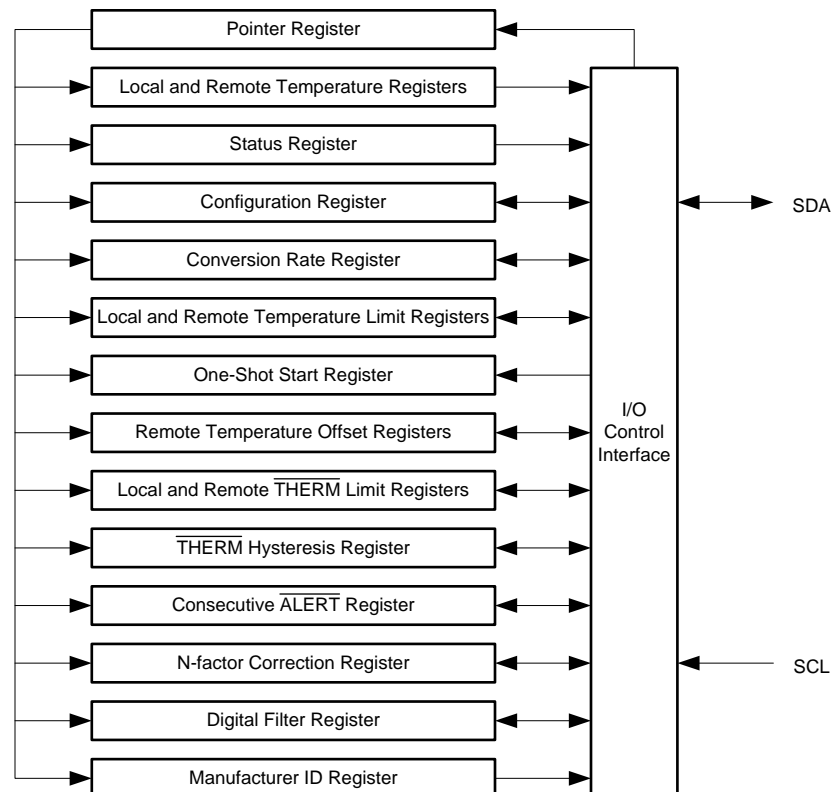 Pointer Register
Local and Remote Temperature Registers
Status Register
Configuration Register
SDA
Conversion Rate Register
Local and Remote Temperature Limit Registers
One-Shot Start Register
I/O
Control
Interface
Remote Temperature Offset Registers
Local and Remote THERM Limit Registers
THERM Hysteresis Register
Consecutive ALERT Register
N-factor Correction Register
SCL
Digital Filter Register
Manufacturer ID Register